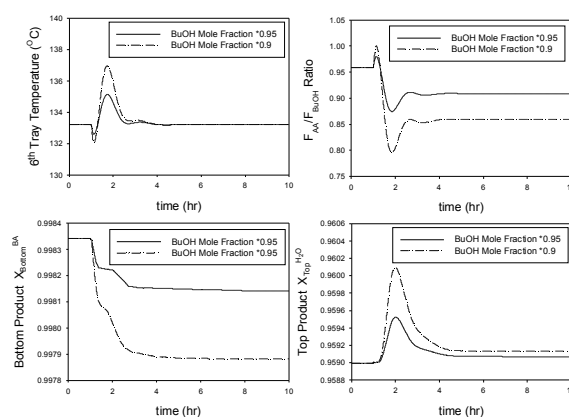 140
138
136
134
132
130
6th Tray Temperature (°C)
BuOH Mole Fraction *0.95
BuOH Mole Fraction *0.9
0 2 4 6 8 10
time (hr)
1.05
1.00
0.95
0.90
0.85
0.80
0.75
FAA/FBuOH Ratio
BuOH Mole Fraction *0.95
BuOH Mole Fraction *0.9
0 2 4 6 8 10
time (hr)
0.9984
0.9983
0.9982
0.9980
0.9979
0.9978
Bottom Product XBottom BA
BuOH Mole Fraction *0.95
BuOH Mole Fraction *0.95
0 2 4 6 8 10
time (hr)
0.9606
0.9604
0.9602
0.9600
0.9598
0.9596
0.9594
0.9592
0.9590
0.9588
Top Product XTop H2O
BuOH Mole Fraction *0.95
BuOH Mole Fraction *0.9
0 2 4 6 8 10
time (hr)